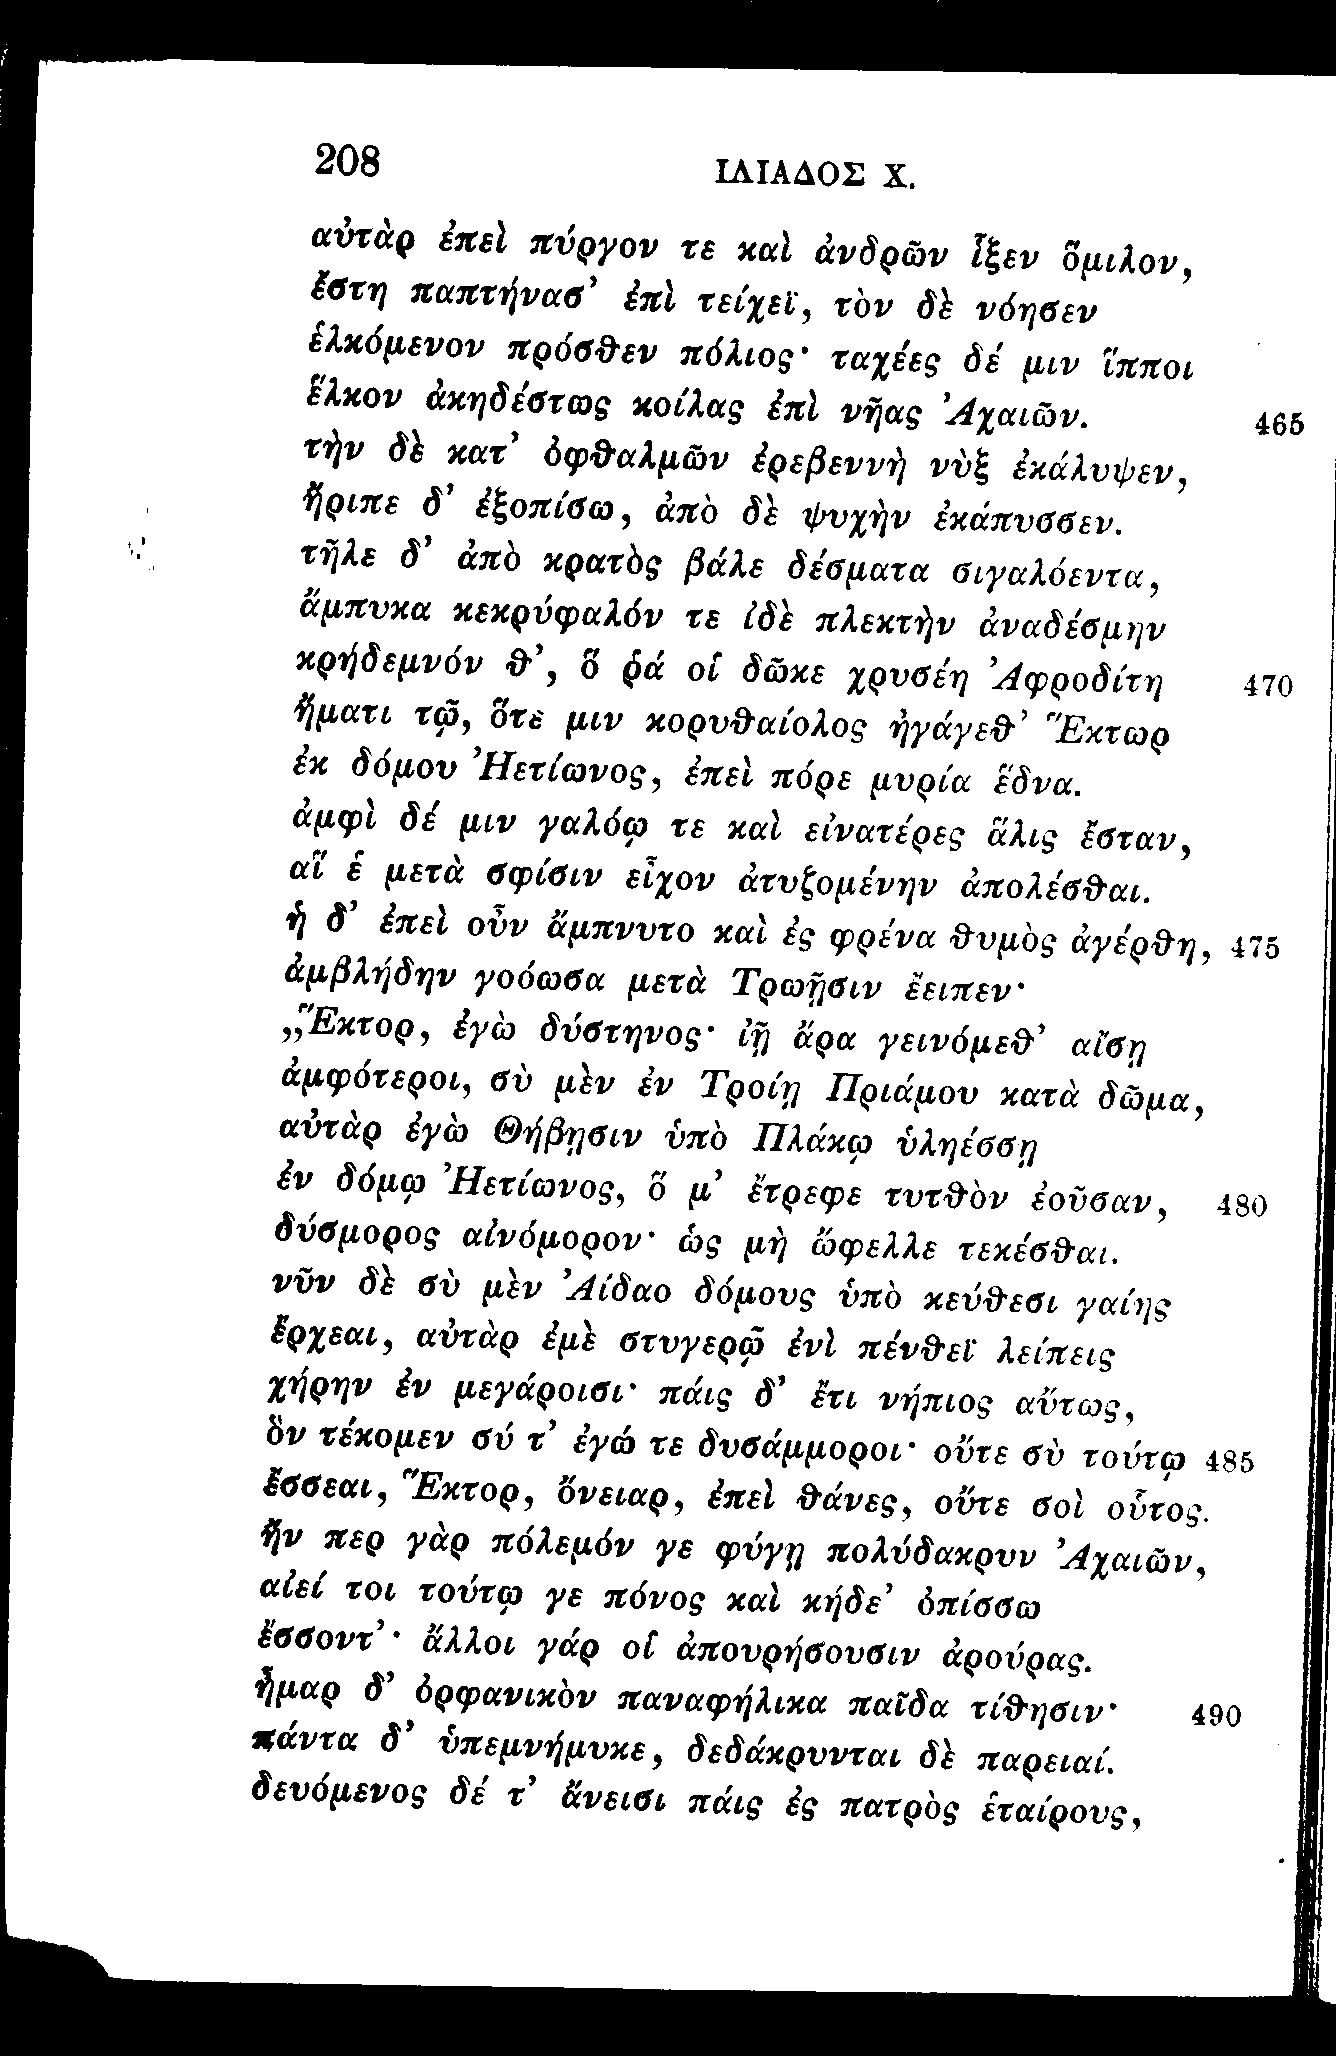 208
ΙΛΙΑΔΟΣ Χ.
αὐτὰρ ἐπεὶ πύργον τε καὶ ἀνδρῶν ἷξεν ὅμιλον,
ἔστη παπτήνασ’ ἐπὶ τείχεϊ, τὸν δὲ νόησεν
ἑλκόμενον πρόσθεν πόλιος· ταχέες δέ μιν ἵπποι
ἕλκον ἀκηδέστως κοίλας ἐπὶ νῆας Ἀχαιῶν. 465
τὴν δὲ κατ’ ὀφθαλμῶν ἐρεβεννὴ νὺξ ἐκάλυψεν,
ἤριπε δ’ ἐξοπίσω, ἀπὸ δὲ ψυχὴν ἐκάπυσσεν.
τῆλε δ’ ἀπὸ κρατὸς βάλε δέσματα σιγαλόεντα,
ἄμπυκα κεκρύφαλόν τε ἰδὲ πλεκτὴν ἀναδέσμην
κρήδεμνόν θ’, ὅ ῥά οἱ δῶκε χρυσέη Ἀφροδίτη 470
ἤματι τῷ, ὅτε μιν κορυθαίολος ἠγάγεθ’ Ἕκτωρ
ἐκ δόμου Ἠετίωνος, ἐπεὶ πόρε μυρία ἕδνα.
ἀμφὶ δέ μιν γαλόῳ τε καὶ εἰνατέρες ἅλις ἔσταν,
αἵ ἑ μετὰ σφίσιν εἶχον ἀτυζομένην ἀπολέσθαι.
ἡ δ’ ἐπεὶ οὖν ἄμπνυτο καὶ ἐς φρένα θυμὸς ἀγέρθη, 475
ἀμβλήδην γοόωσα μετὰ Τρωῇσιν ἔειπεν·
„Ἕκτορ, ἐγὼ δύστηνος· ἰῇ ἄρα γεινόμεθ’ αἴσῃ
ἀμφότεροι, σὺ μὲν ἐν Τροίῃ Πριάμου κατὰ δῶμα,
αὐτὰρ ἐγὼ Θήβῃσιν ὑπὸ Πλάκῳ ὑληέσσῃ
ἐν δόμῳ Ἠετίωνος, ὅ μ’ ἔτρεφε τυτθὸν ἐοῦσαν, 480
δύσμορος αἰνόμορον· ὡς μὴ ὤφελλε τεκέσθαι.
νῦν δὲ σὺ μὲν Ἀίδαο δόμους ὑπὸ κεύθεσι γαίης
ἔρχεαι, αὐτὰρ ἐμὲ στυγερῷ ἐνὶ πένθεϊ λείπεις
χήρην ἐν μεγάροισι· πάις δ’ ἔτι νήπιος αὔτως,
ὃν τέκομεν σύ τ’ ἐγώ τε δυσάμμοροι· οὔτε σὺ τούτῳ 485
ἔσσεαι, Ἕκτορ, ὄνειαρ, ἐπεὶ θάνες, οὔτε σοὶ οὗτος.
ἤν περ γὰρ πόλεμόν γε φύγῃ πολύδακρυν Ἀχαιῶν,
αἰεί τοι τούτῳ γε πόνος καὶ κήδε’ ὀπίσσω
ἔσσοντ’· ἄλλοι γάρ οἱ ἀπουρήσουσιν ἀρούρας.
ἦμαρ δ’ ὀρφανικὸν παναφήλικα παῖδα τίθησιν· 490
πάντα δ’ ὑπεμνήμυκε, δεδάκρυνται δὲ παρειαί.
δευόμενος δέ τ’ ἄνεισι πάις ἐς πατρὸς ἑταίρους,